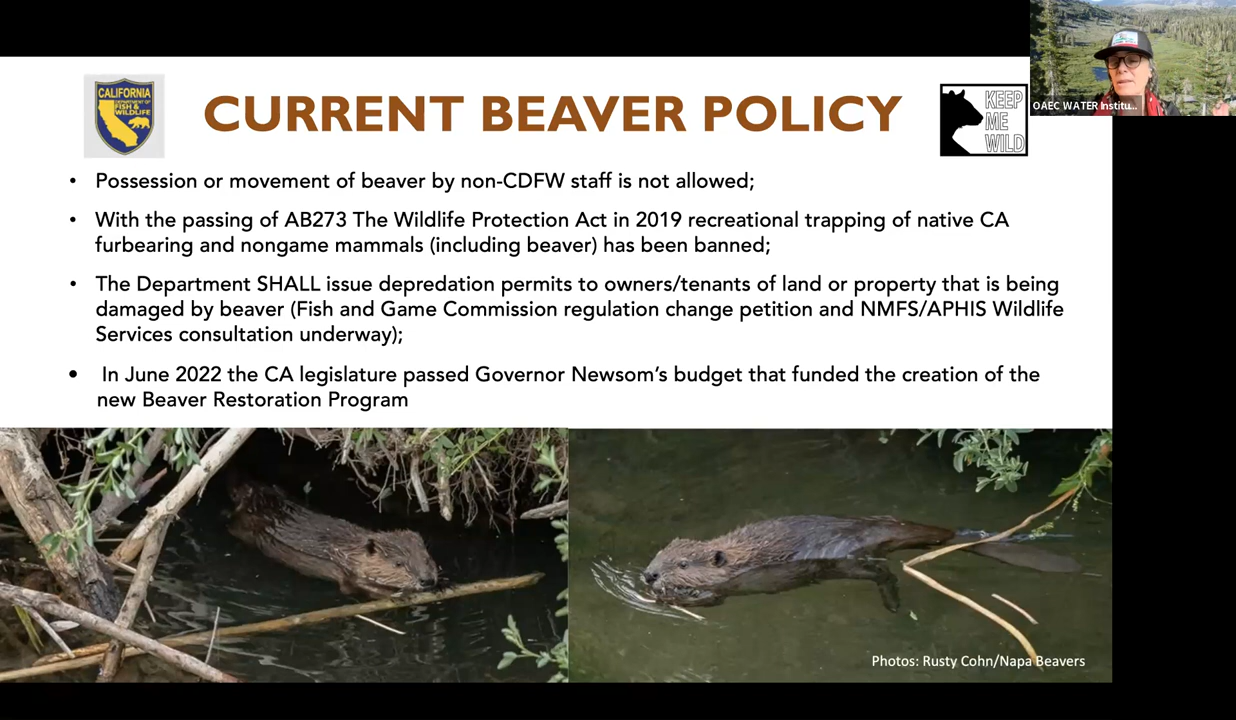 CALIFORNIA
DEPARTMENT OF
FISH &
WILDLIFE
CURRENT BEAVER POLICY
KEEP
ME
WILD
OAEC WATER Institu...
• Possession or movement of beaver by non-CDFW staff is not allowed;
• With the passing of AB273 The Wildlife Protection Act in 2019 recreational trapping of native CA
furbearing and nongame mammals (including beaver) has been banned;
• The Department SHALL issue depredation permits to owners/tenants of land or property that is being
damaged by beaver (Fish and Game Commission regulation change petition and NMFS/APHIS Wildlife
Services consultation underway);
• In June 2022 the CA legislature passed Governor Newsom’s budget that funded the creation of the
new Beaver Restoration Program
Photos: Rusty Cohn/Napa Beavers